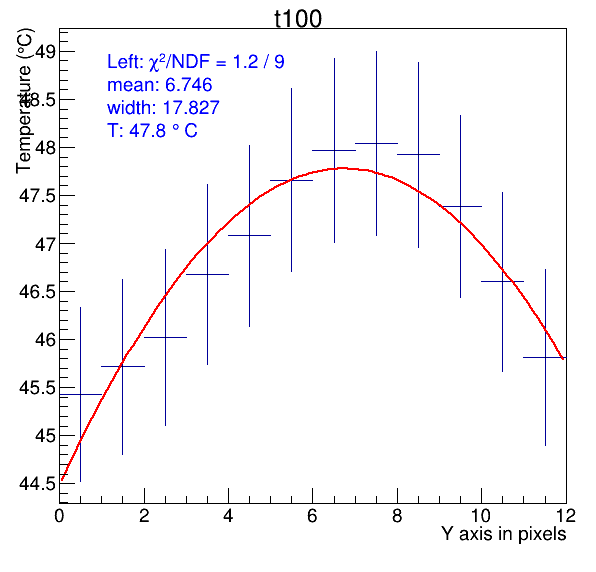 t100
Temperature (°C)
Left: χ²/NDF = 1.2 / 9
mean: 6.746
width: 17.827
T: 47.8 ° C
49
48.5
48
47.5
47
46.5
46
45.5
45
44.5
0 2 4 6 8 10 12
Y axis in pixels